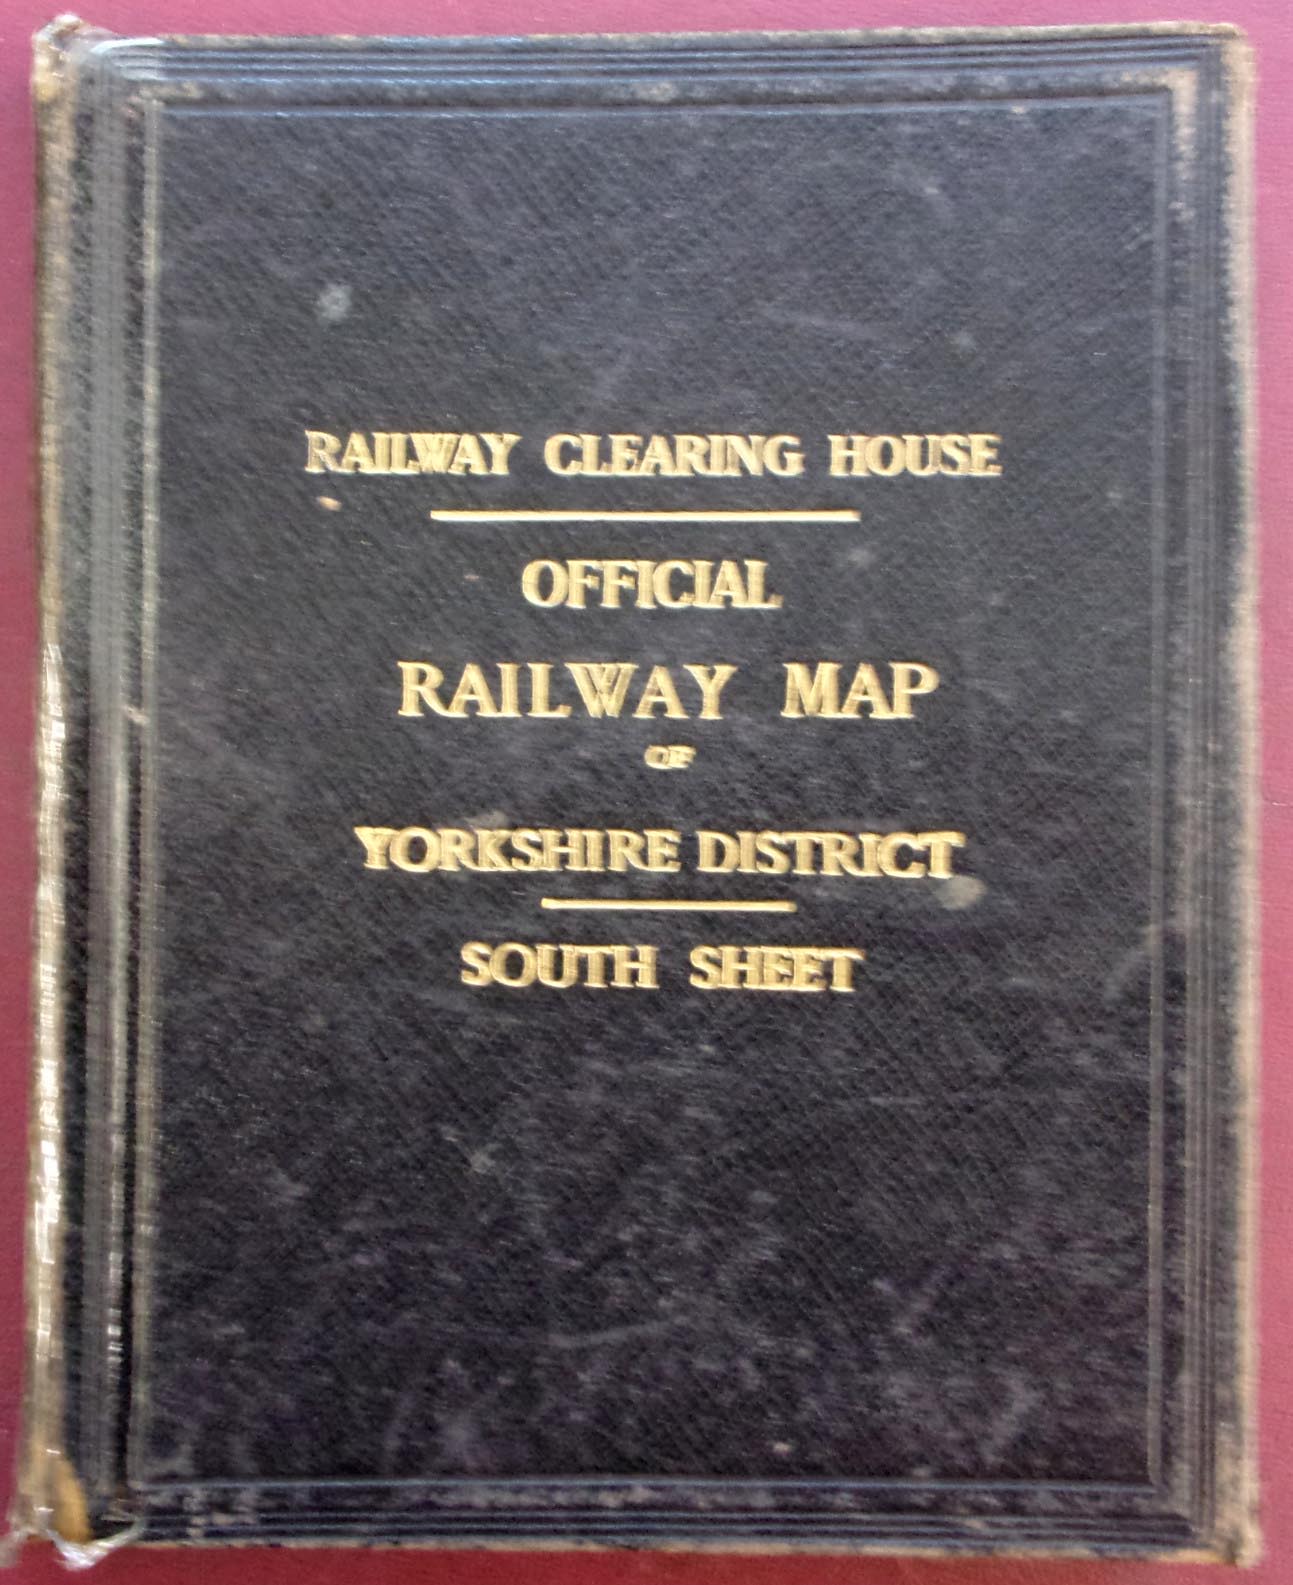 RAILWAY CLEARING HOUSE
OFFICIAL
RAILWAY MAP
OF
YORKSHIRE DISTRICT
SOUTH SHEET